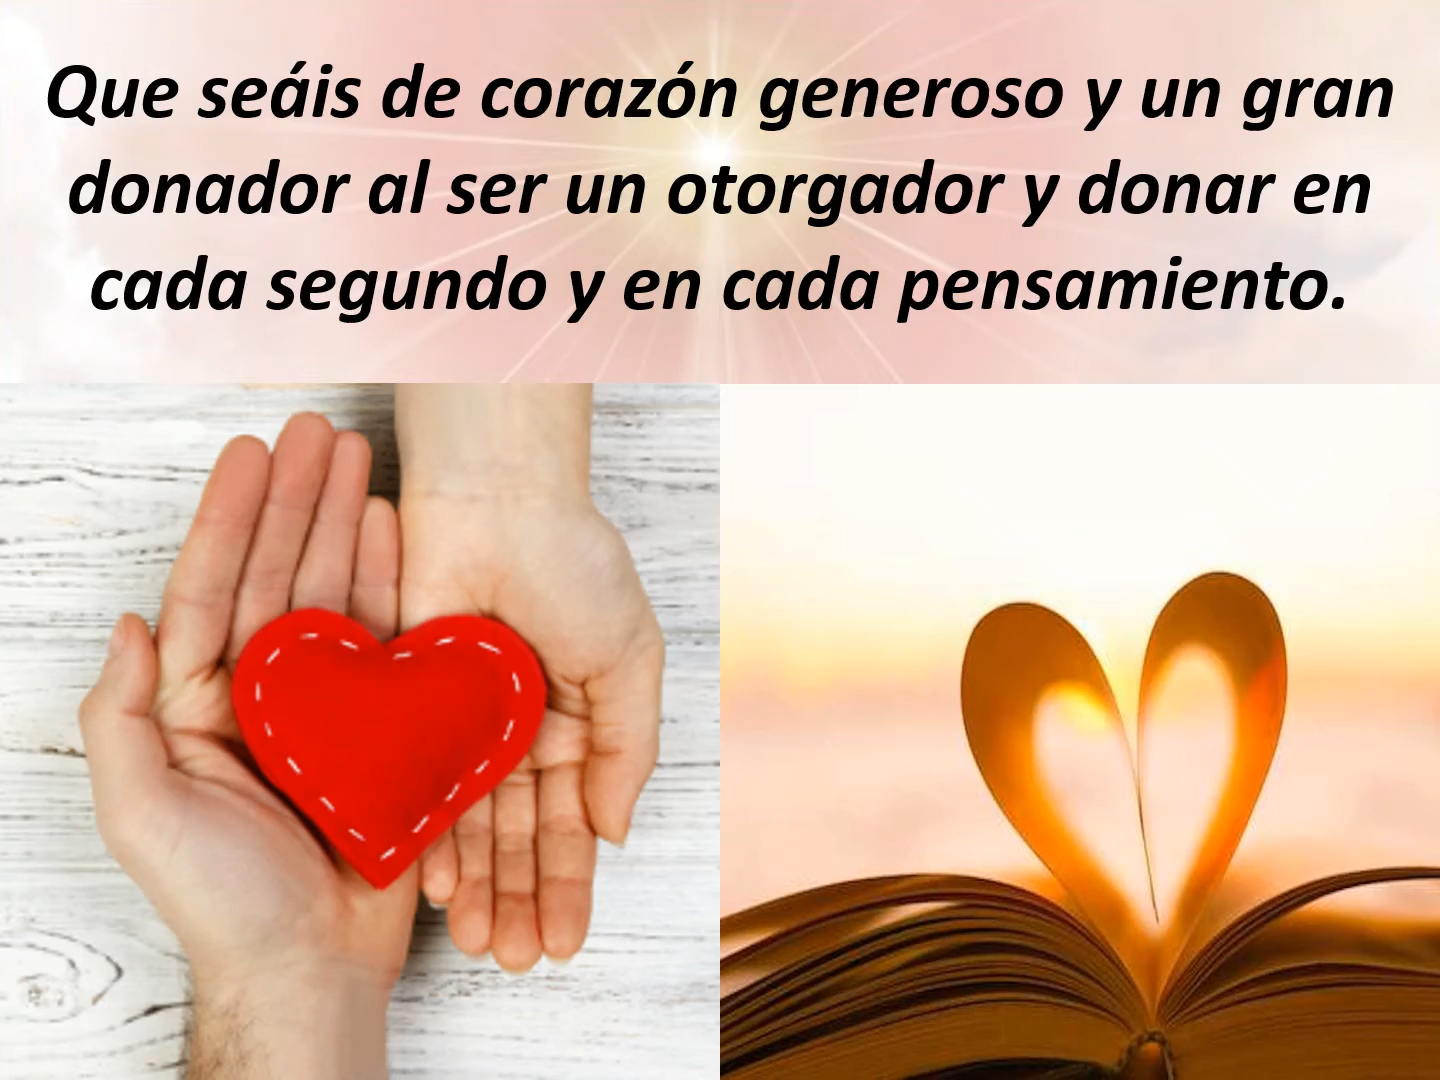 Que seáis de corazón generoso y un gran
donador al ser un otorgador y donar en
cada segundo y en cada pensamiento.